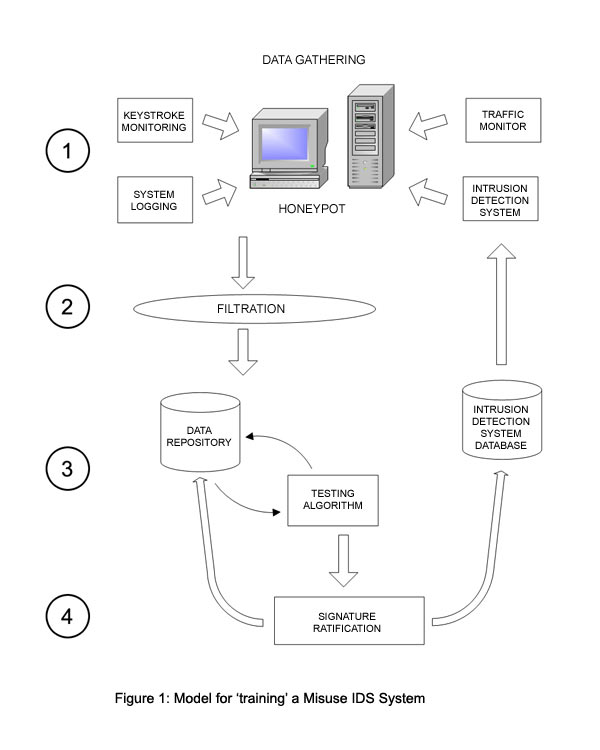 DATA GATHERING
KEYSTROKE
MONITORING
TRAFFIC
MONITOR
1
SYSTEM
LOGGING
HONEYPOT
INTRUSION
DETECTION
SYSTEM
2
FILTRATION
DATA
REPOSITORY
INTRUSION
DETECTION
SYSTEM
DATABASE
3
TESTING
ALGORITHM
4
SIGNATURE
RATIFICATION
Figure 1: Model for ‘training’ a Misuse IDS System